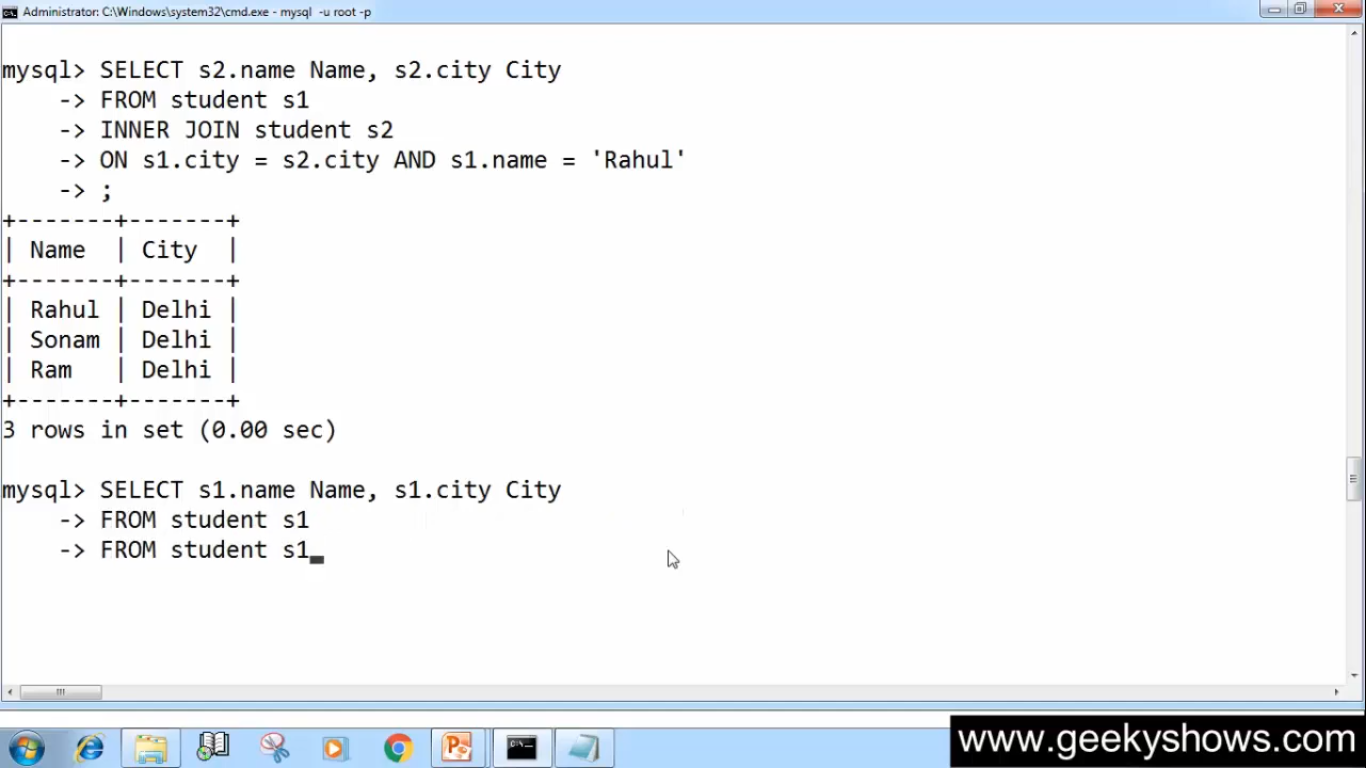 Administrator: C:\Windows\system32\cmd.exe - mysql -u root -p
mysql> SELECT s2.name Name, s2.city City
-> FROM student s1
-> INNER JOIN student s2
-> ON s1.city = s2.city AND s1.name = 'Rahul'
-> ;
+-------+-------+
| Name  | City  |
+-------+-------+
| Rahul | Delhi |
| Sonam | Delhi |
| Ram   | Delhi |
+-------+-------+
3 rows in set (0.00 sec)
mysql> SELECT s1.name Name, s1.city City
-> FROM student s1
-> FROM student s1_
www.geekyshows.com